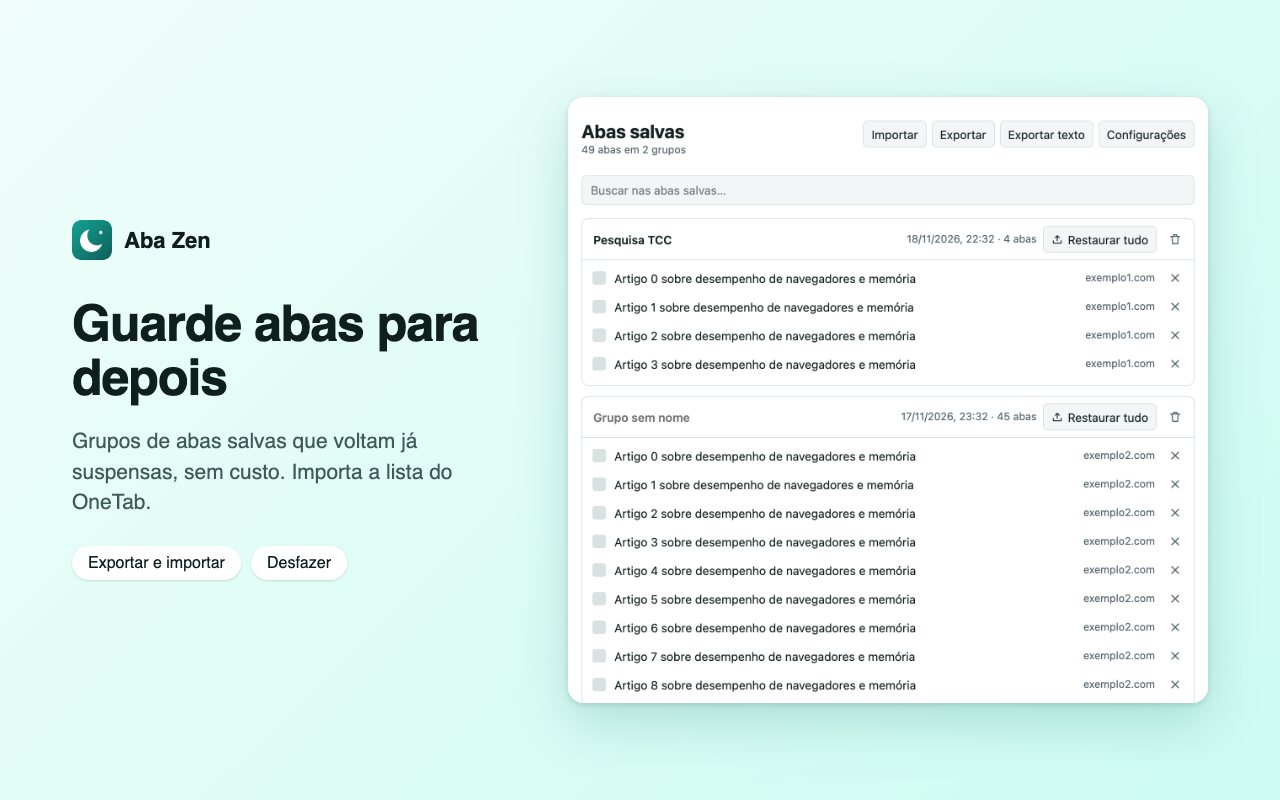 Aba Zen
Guarde abas para
depois
Grupos de abas salvas que voltam já
suspensas, sem custo. Importa a lista do
OneTab.
Exportar e importar
Desfazer
Abas salvas
49 abas em 2 grupos
Importar
Exportar
Exportar texto
Configurações
Buscar nas abas salvas...
Pesquisa TCC
18/11/2026, 22:32 · 4 abas
Restaurar tudo
Artigo 0 sobre desempenho de navegadores e memória exemplo1.com
Artigo 1 sobre desempenho de navegadores e memória exemplo1.com
Artigo 2 sobre desempenho de navegadores e memória exemplo1.com
Artigo 3 sobre desempenho de navegadores e memória exemplo1.com
Grupo sem nome
17/11/2026, 23:32 · 45 abas
Restaurar tudo
Artigo 0 sobre desempenho de navegadores e memória exemplo2.com
Artigo 1 sobre desempenho de navegadores e memória exemplo2.com
Artigo 2 sobre desempenho de navegadores e memória exemplo2.com
Artigo 3 sobre desempenho de navegadores e memória exemplo2.com
Artigo 4 sobre desempenho de navegadores e memória exemplo2.com
Artigo 5 sobre desempenho de navegadores e memória exemplo2.com
Artigo 6 sobre desempenho de navegadores e memória exemplo2.com
Artigo 7 sobre desempenho de navegadores e memória exemplo2.com
Artigo 8 sobre desempenho de navegadores e memória exemplo2.com